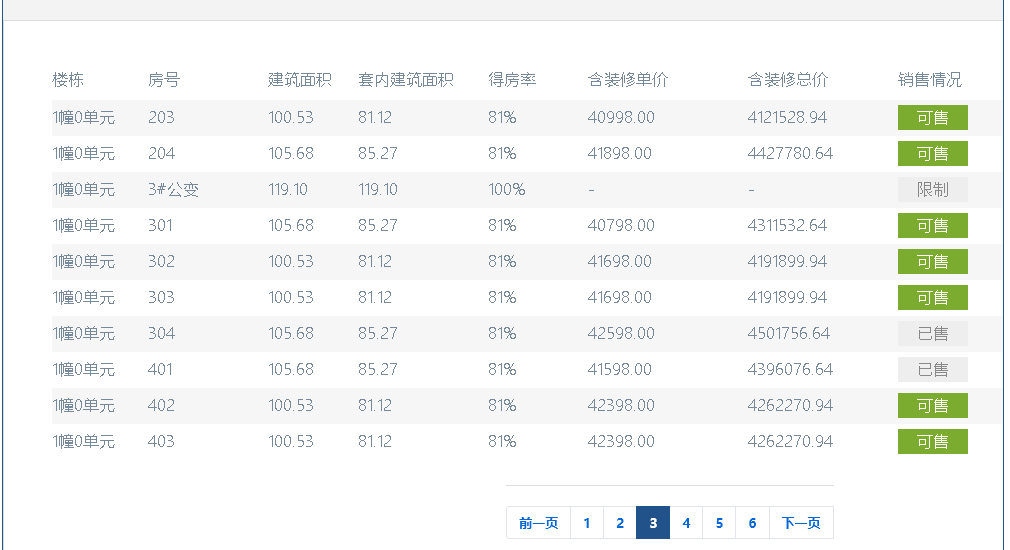 楼栋 房号 建筑面积 套内建筑面积 得房率 含装修单价 含装修总价 销售情况
1幢0单元 203 100.53 81.12 81% 40998.00 4121528.94 可售
1幢0单元 204 105.68 85.27 81% 41898.00 4427780.64 可售
1幢0单元 3#公变 119.10 119.10 100% - - 限制
1幢0单元 301 105.68 85.27 81% 40798.00 4311532.64 可售
1幢0单元 302 100.53 81.12 81% 41698.00 4191899.94 可售
1幢0单元 303 100.53 81.12 81% 41698.00 4191899.94 可售
1幢0单元 304 105.68 85.27 81% 42598.00 4501756.64 已售
1幢0单元 401 105.68 85.27 81% 41598.00 4396076.64 已售
1幢0单元 402 100.53 81.12 81% 42398.00 4262270.94 可售
1幢0单元 403 100.53 81.12 81% 42398.00 4262270.94 可售
前一页 1 2 3 4 5 6 下一页